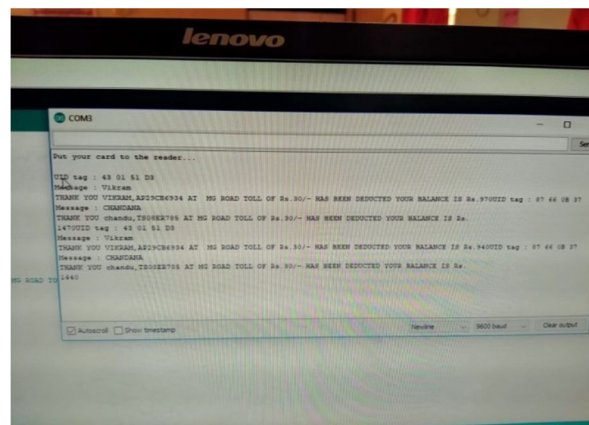 lenovo
COM3
Send
Put your card to the reader...
UID tag : 43 01 51 D3
Message : Vikram
THANK YOU VIKRAM,AP29CB6934 AT MG ROAD TOLL OF Rs.30/- HAS BEEN DEDUCTED YOUR BALANCE IS Rs.970UID tag : 87 66 0B 37
Message : CHANDANA
THANK YOU chandu,TS08ER785 AT MG ROAD TOLL OF Rs.30/- HAS BEEN DEDUCTED YOUR BALANCE IS Rs.
1470UID tag : 43 01 51 D3
Message : Vikram
THANK YOU VIKRAM,AP29CB6934 AT MG ROAD TOLL OF Rs.30/- HAS BEEN DEDUCTED YOUR BALANCE IS Rs.940UID tag : 87 66 0B 37
Message : CHANDANA
THANK YOU chandu,TS08ER785 AT MG ROAD TOLL OF Rs.30/- HAS BEEN DEDUCTED YOUR BALANCE IS Rs.
1440
MG ROAD TO
Autoscroll Show timestamp Newline 9600 baud Clear output